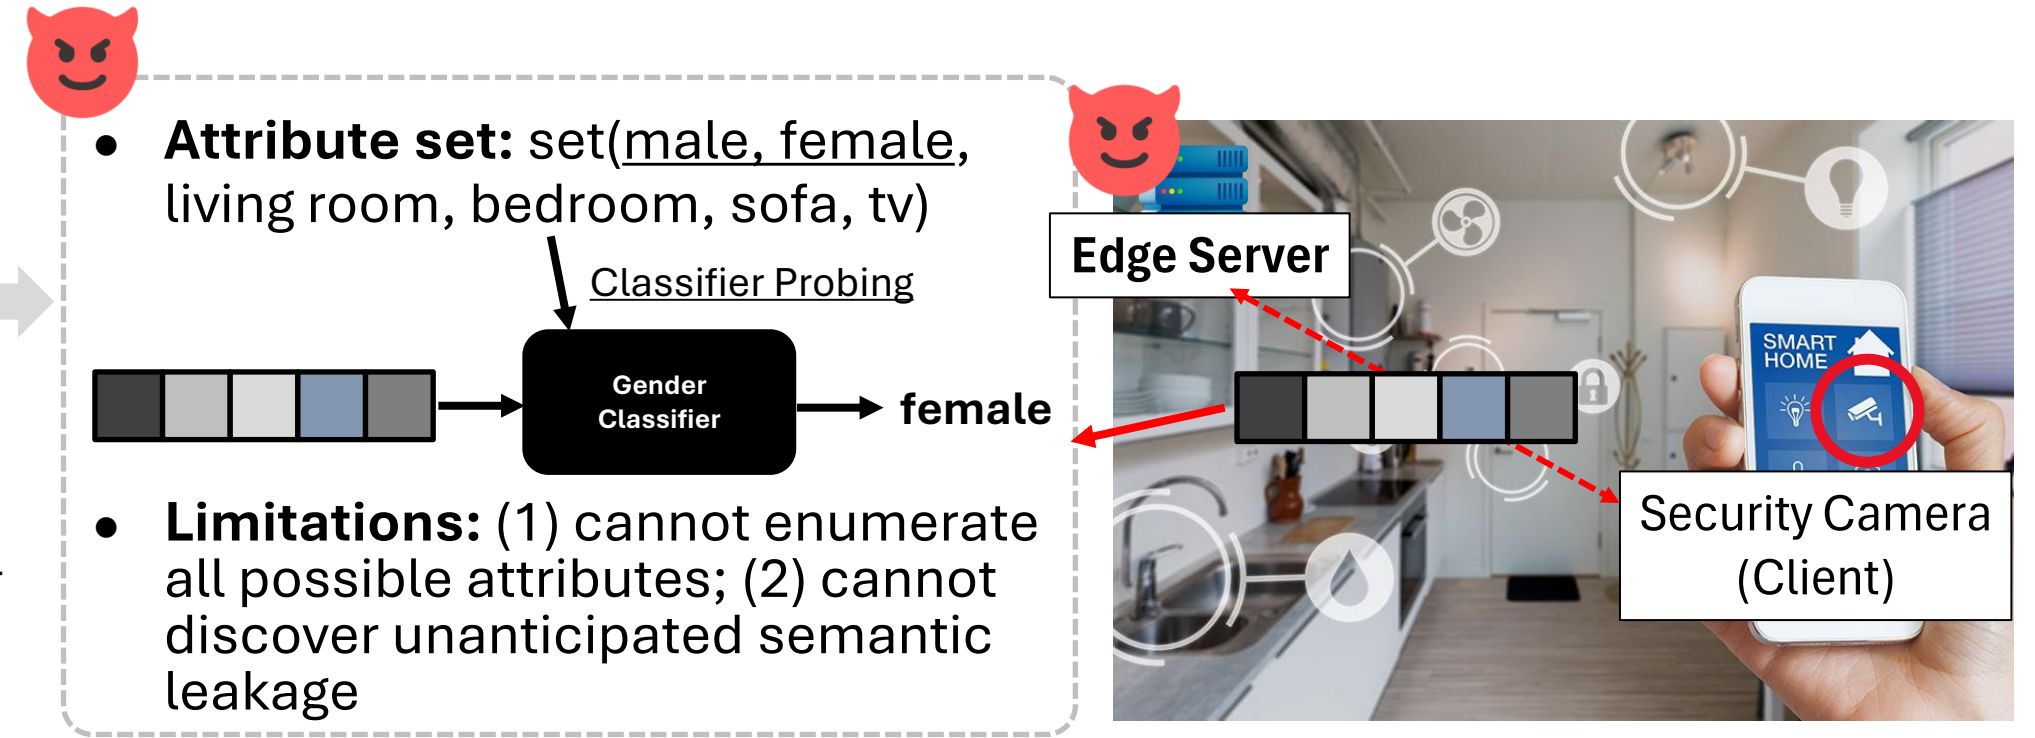 ● Attribute set: set(male, female,
living room, bedroom, sofa, tv)
Classifier Probing
Gender
Classifier
female
● Limitations: (1) cannot enumerate
all possible attributes; (2) cannot
discover unanticipated semantic
leakage
Edge Server
SMART
HOME
Security Camera
(Client)